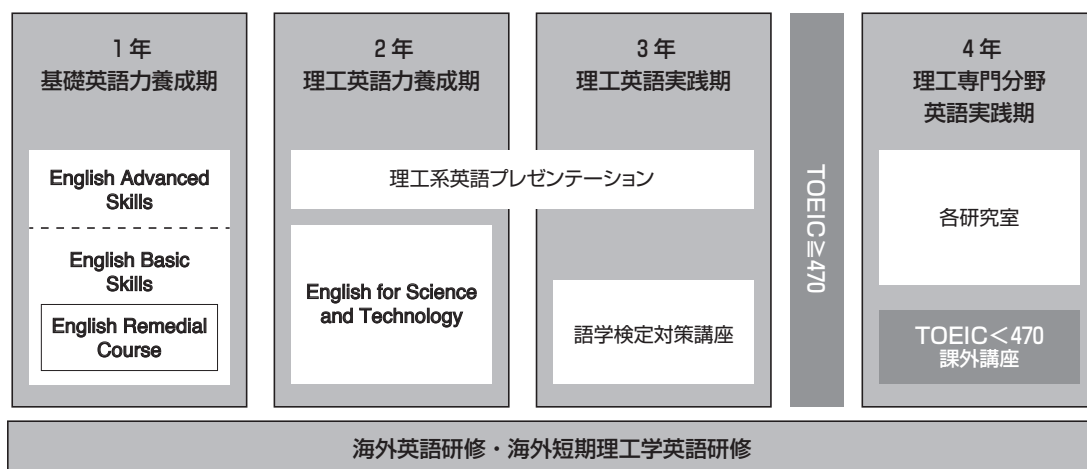 1年
基礎英語力養成期
English Advanced
Skills
English Basic
Skills
English Remedial
Course
2年
理工英語力養成期
3年
理工英語実践期
理工系英語プレゼンテーション
English for Science
and Technology
語学検定対策講座
TOEIC≧470
4年
理工専門分野
英語実践期
各研究室
TOEIC<470
課外講座
海外英語研修・海外短期理工学英語研修